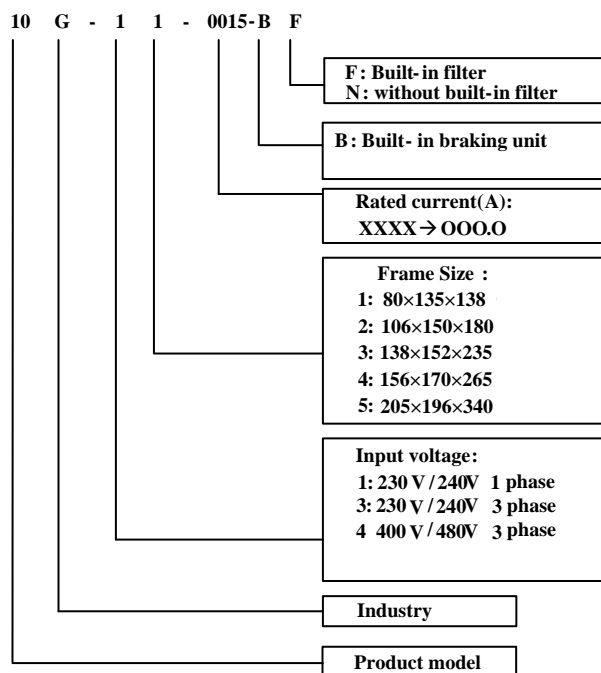 10 G - 1 1 - 0015-B F
F: Built-in filter
N: without built-in filter
B: Built- in braking unit
Rated current(A):
XXXX→OOO.O
Frame Size :
1: 80×135×138
2: 106×150×180
3: 138×152×235
4: 156×170×265
5: 205×196×340
Input voltage:
1: 230 V / 240V 1 phase
3: 230 V / 240V 3 phase
4 400 V / 480V 3 phase
Industry
Product model